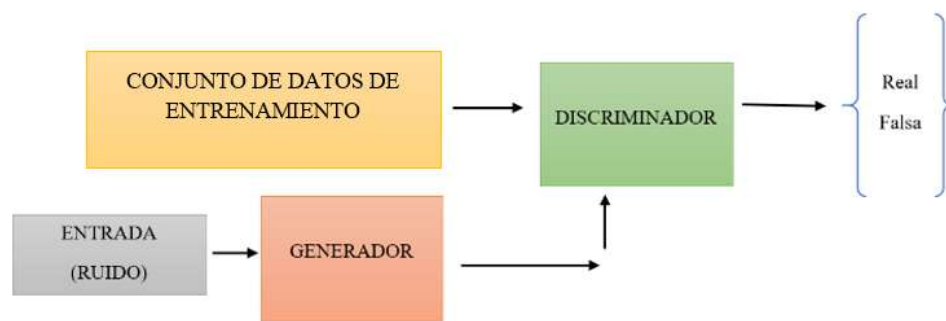 CONJUNTO DE DATOS DE
ENTRENAMIENTO
DISCRIMINADOR
Real
Falsa
ENTRADA
(RUIDO)
GENERADOR